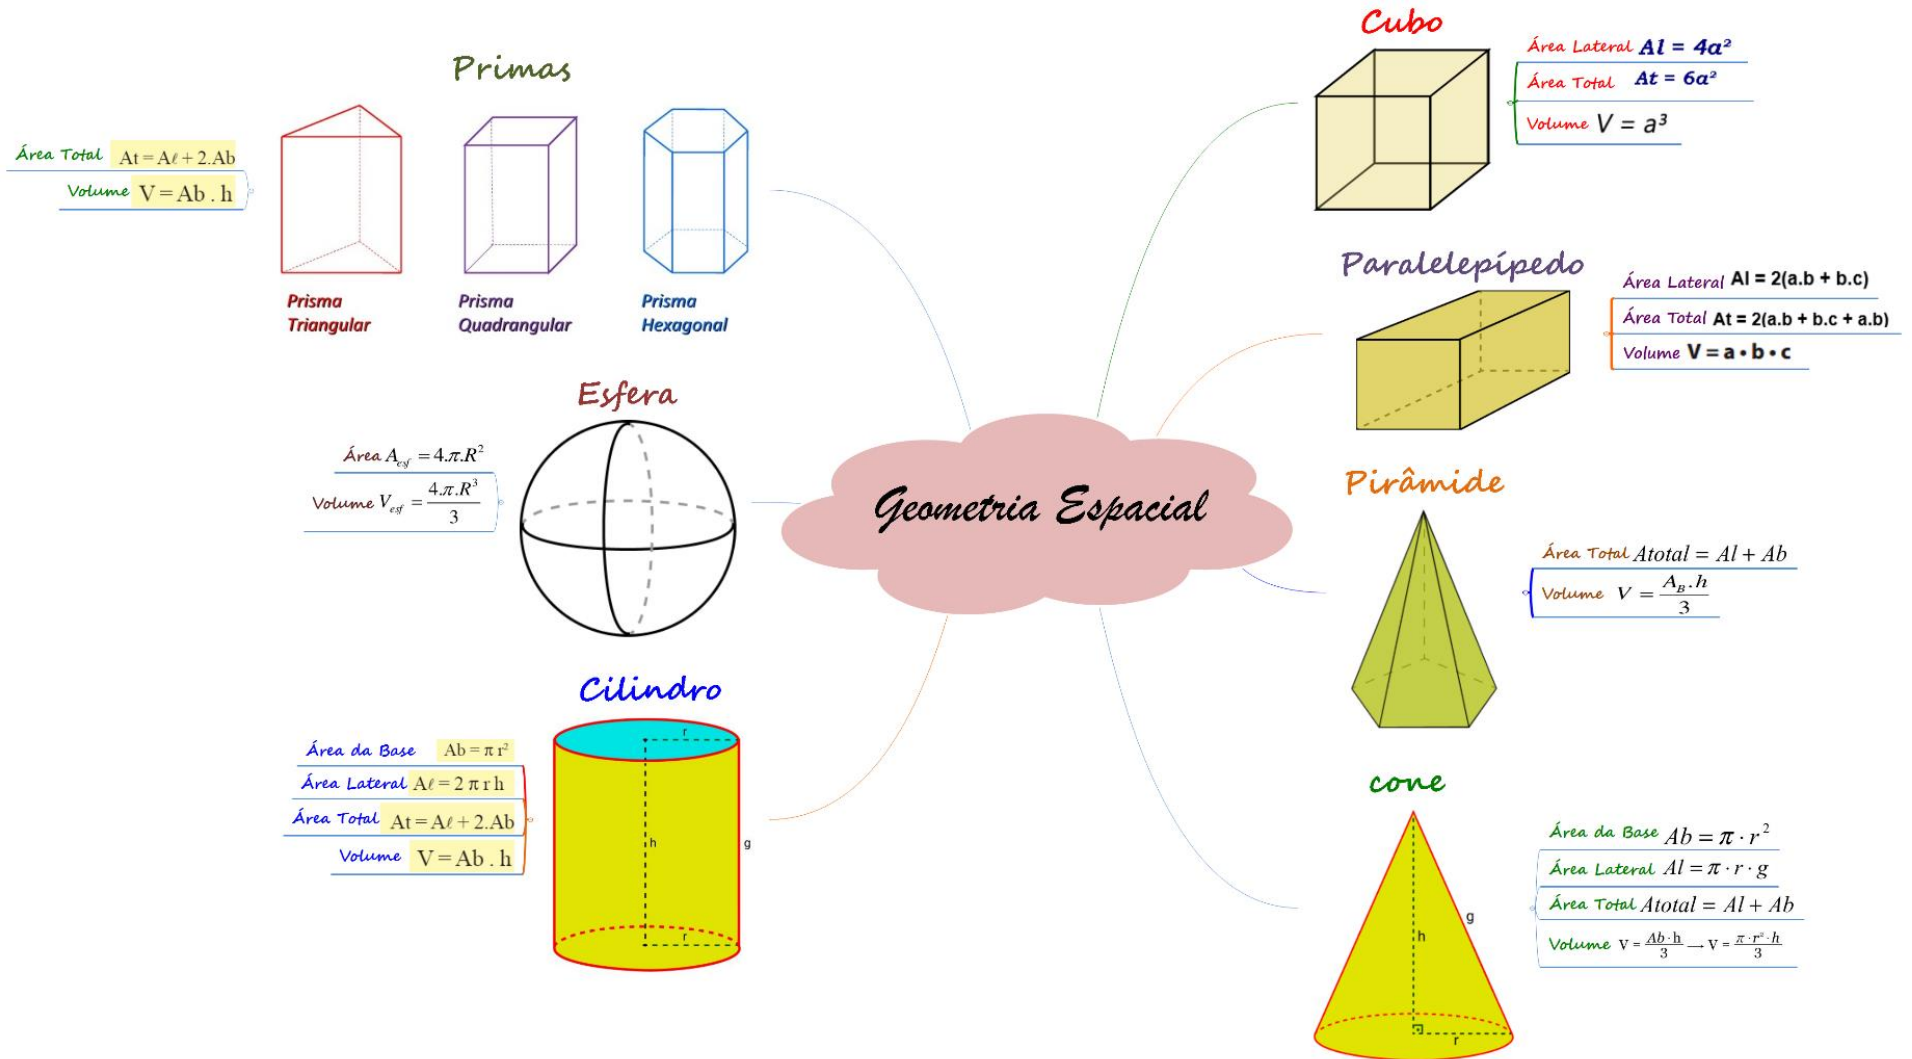 Geometria Espacial
Primas
Área Total At = Aℓ + 2.Ab
Volume V = Ab . h
Prisma
Triangular
Prisma
Quadrangular
Prisma
Hexagonal
Esfera
Área A_esf = 4.π.R²
Volume V_esf = 4.π.R³/3
Cilindro
Área da Base Ab = π r²
Área Lateral Aℓ = 2 π r h
Área Total At = Aℓ + 2.Ab
Volume V = Ab . h
r
h
g
r
Cubo
Área Lateral Al = 4a²
Área Total At = 6a²
Volume V = a³
Paralelepípedo
Área Lateral Al = 2(a.b + b.c)
Área Total At = 2(a.b + b.c + a.b)
Volume V = a • b • c
Pirâmide
Área Total Atotal = Al + Ab
Volume V = A_B . h/3
cone
Área da Base Ab = π · r²
Área Lateral Al = π · r · g
Área Total Atotal = Al + Ab
Volume V = Ab · h/3 → V = π · r² · h/3
g
h
r